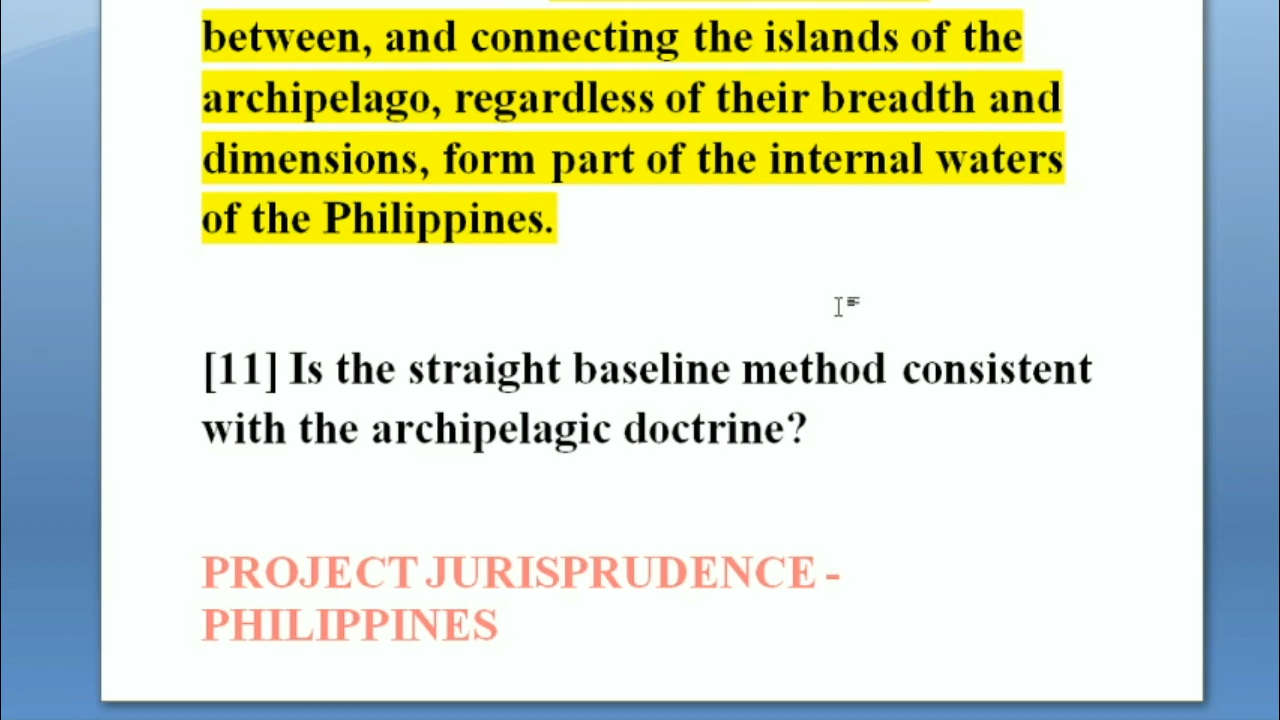 between, and connecting the islands of the
archipelago, regardless of their breadth and
dimensions, form part of the internal waters
of the Philippines.
[11] Is the straight baseline method consistent
with the archipelagic doctrine?
PROJECT JURISPRUDENCE -
PHILIPPINES